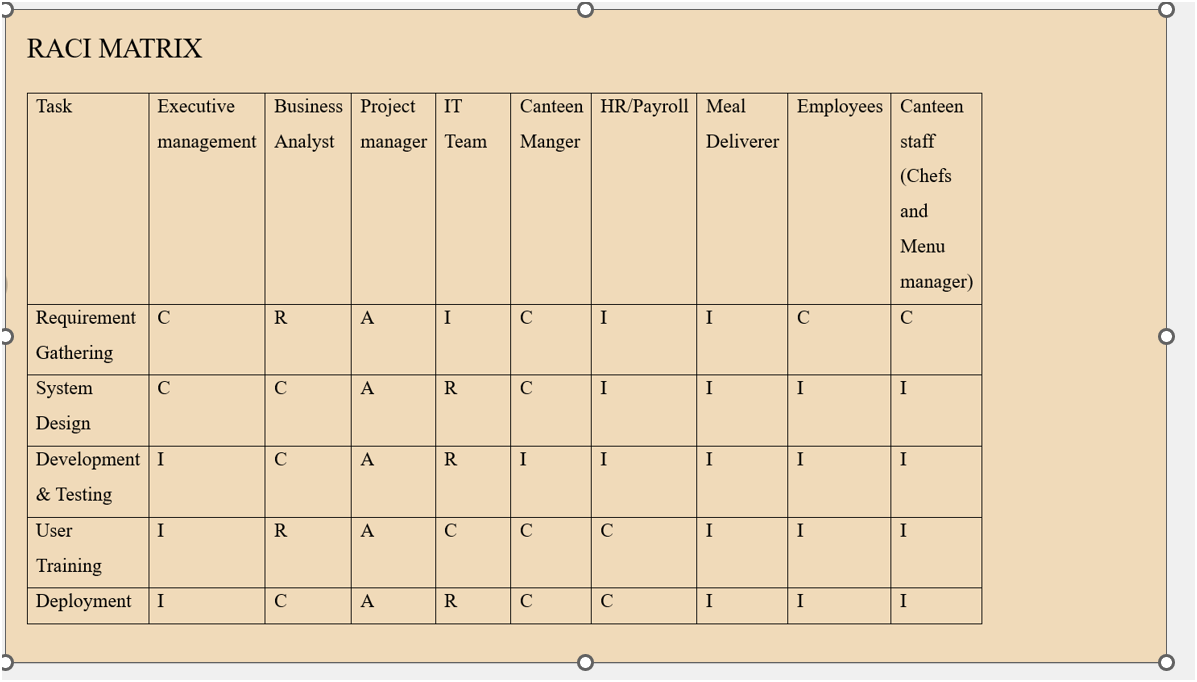 RACI MATRIX
Task Executive Business Project IT Canteen HR/Payroll Meal Employees Canteen
management Analyst manager Team Manger Deliverer staff
(Chefs
and
Menu
manager)
Requirement C R A I C I I C C
Gathering
System C C A R C I I I I
Design
Development I C A R I I I I I
& Testing
User I R A C C C I I I
Training
Deployment I C A R C C I I I